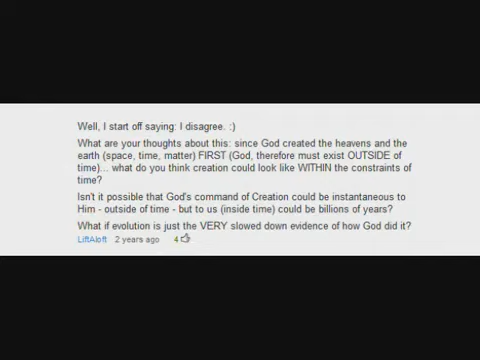 Well, I start off saying: I disagree. :)
What are your thoughts about this: since God created the heavens and the
earth (space, time, matter) FIRST (God, therefore must exist OUTSIDE of
time)... what do you think creation could look like WITHIN the constraints of
time?
Isn't it possible that God's command of Creation could be instantaneous to
Him - outside of time - but to us (inside time) could be billions of years?
What if evolution is just the VERY slowed down evidence of how God did it?
LiftAloft 2 years ago 4